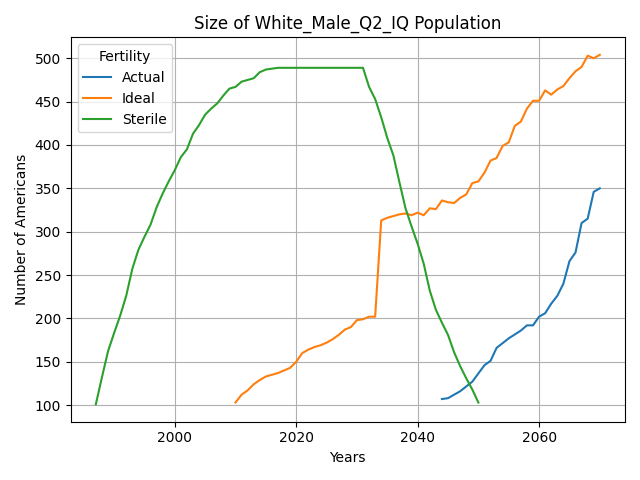 Size of White_Male_Q2_IQ Population
Fertility
Actual
Ideal
Sterile
Number of Americans
500
450
400
350
300
250
200
150
100
2000
2020
2040
2060
Years